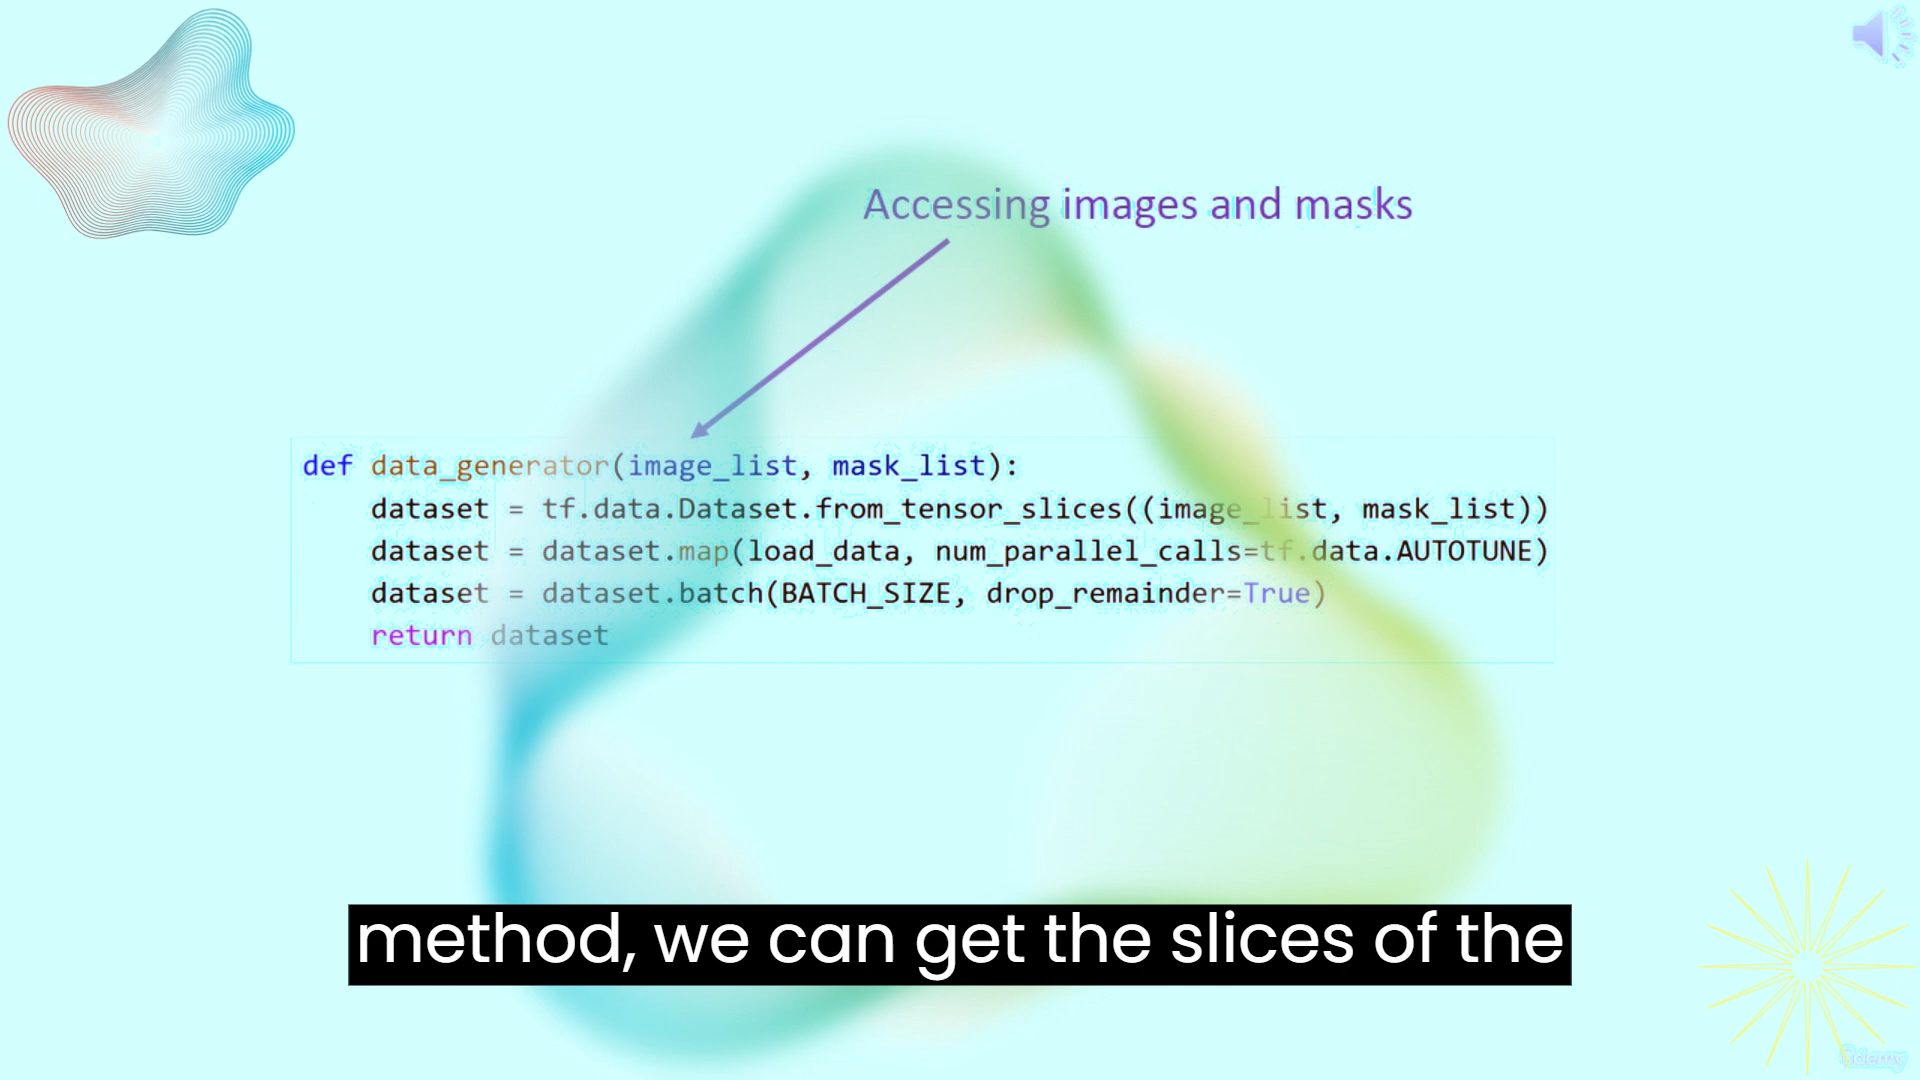 Accessing images and masks
def data_generator(image_list, mask_list):
    dataset = tf.data.Dataset.from_tensor_slices((image_list, mask_list))
    dataset = dataset.map(load_data, num_parallel_calls=tf.data.AUTOTUNE)
    dataset = dataset.batch(BATCH_SIZE, drop_remainder=True)
    return dataset
method, we can get the slices of the
udemy